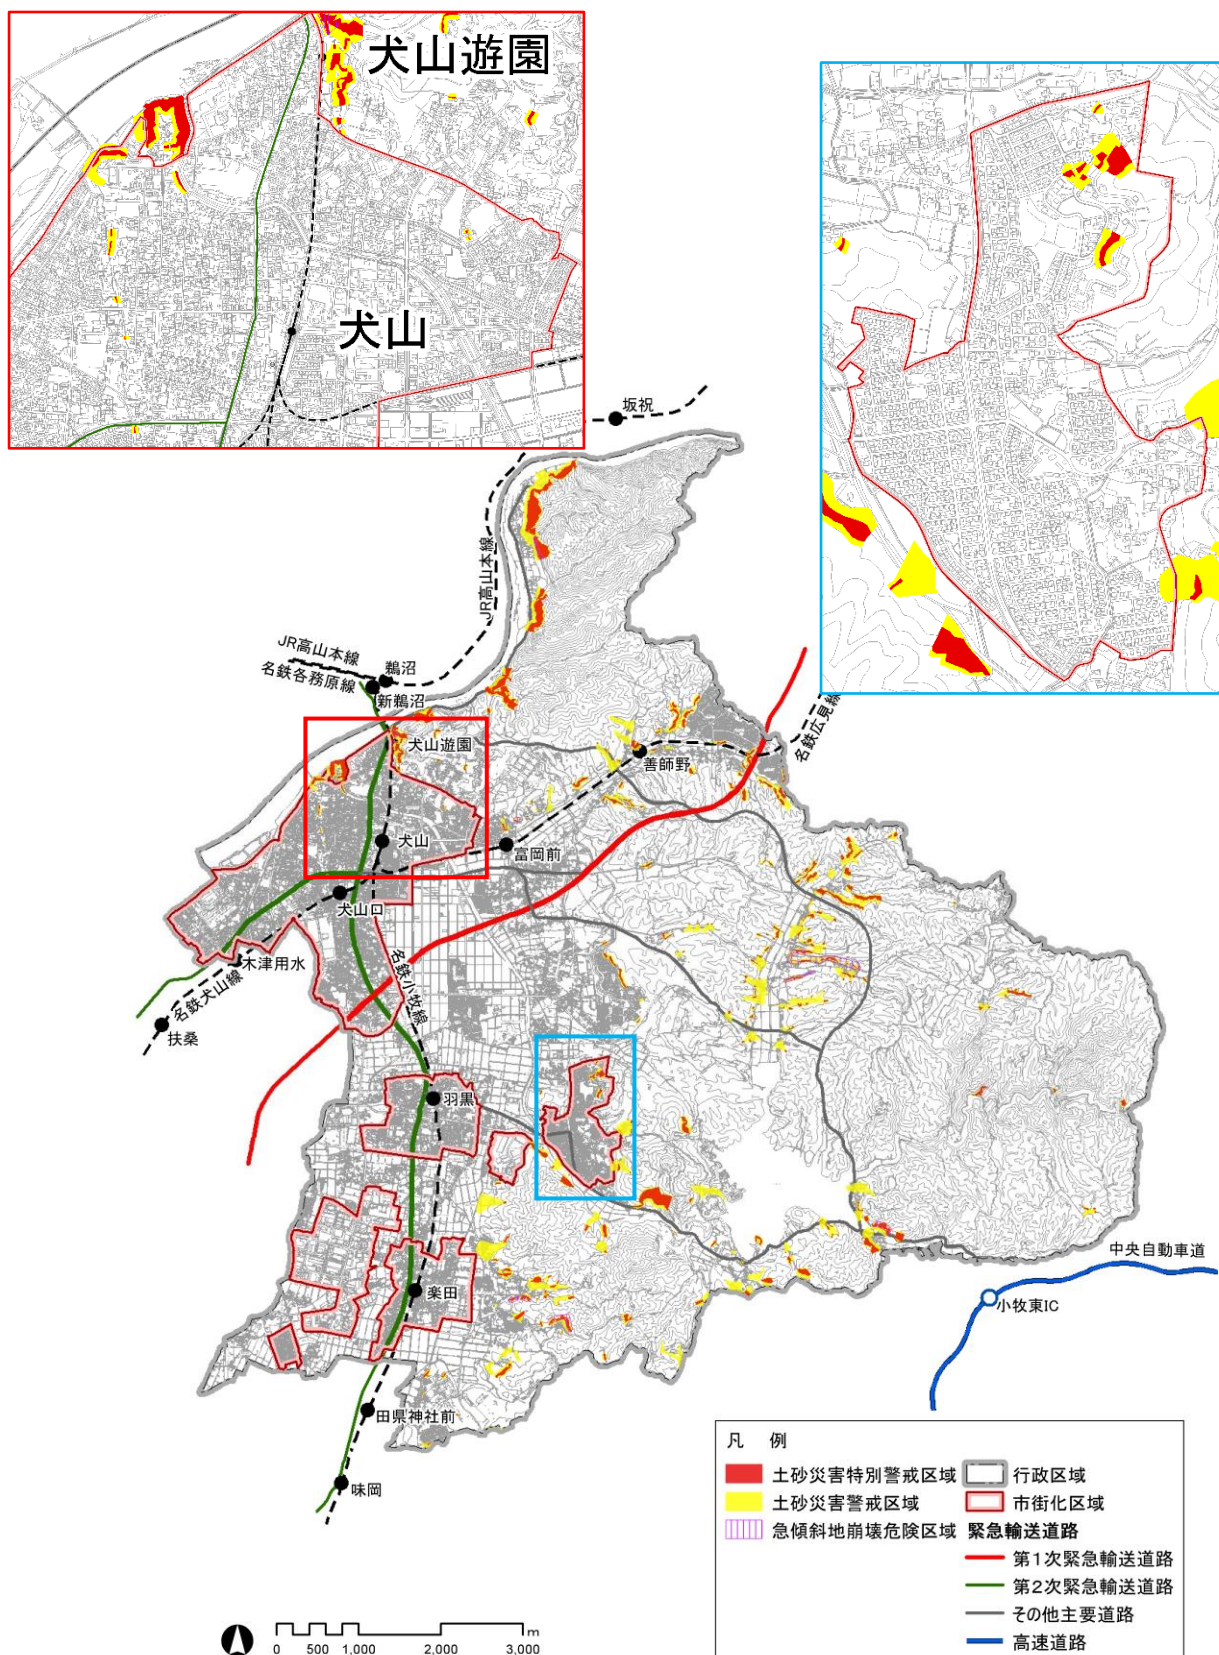 犬山遊園
犬山
坂祝
JR高山本線
JR高山本線
名鉄各務原線
鵜沼
新鵜沼
犬山遊園
善師野
名鉄広見線
犬山
富岡前
犬山口
木津用水
名鉄犬山線
名鉄小牧線
扶桑
羽黒
楽田
中央自動車道
小牧東IC
田県神社前
味岡
凡 例
土砂災害特別警戒区域
土砂災害警戒区域
急傾斜地崩壊危険区域
行政区域
市街化区域
緊急輸送道路
第1次緊急輸送道路
第2次緊急輸送道路
その他主要道路
高速道路
0 500 1,000 2,000 3,000 m